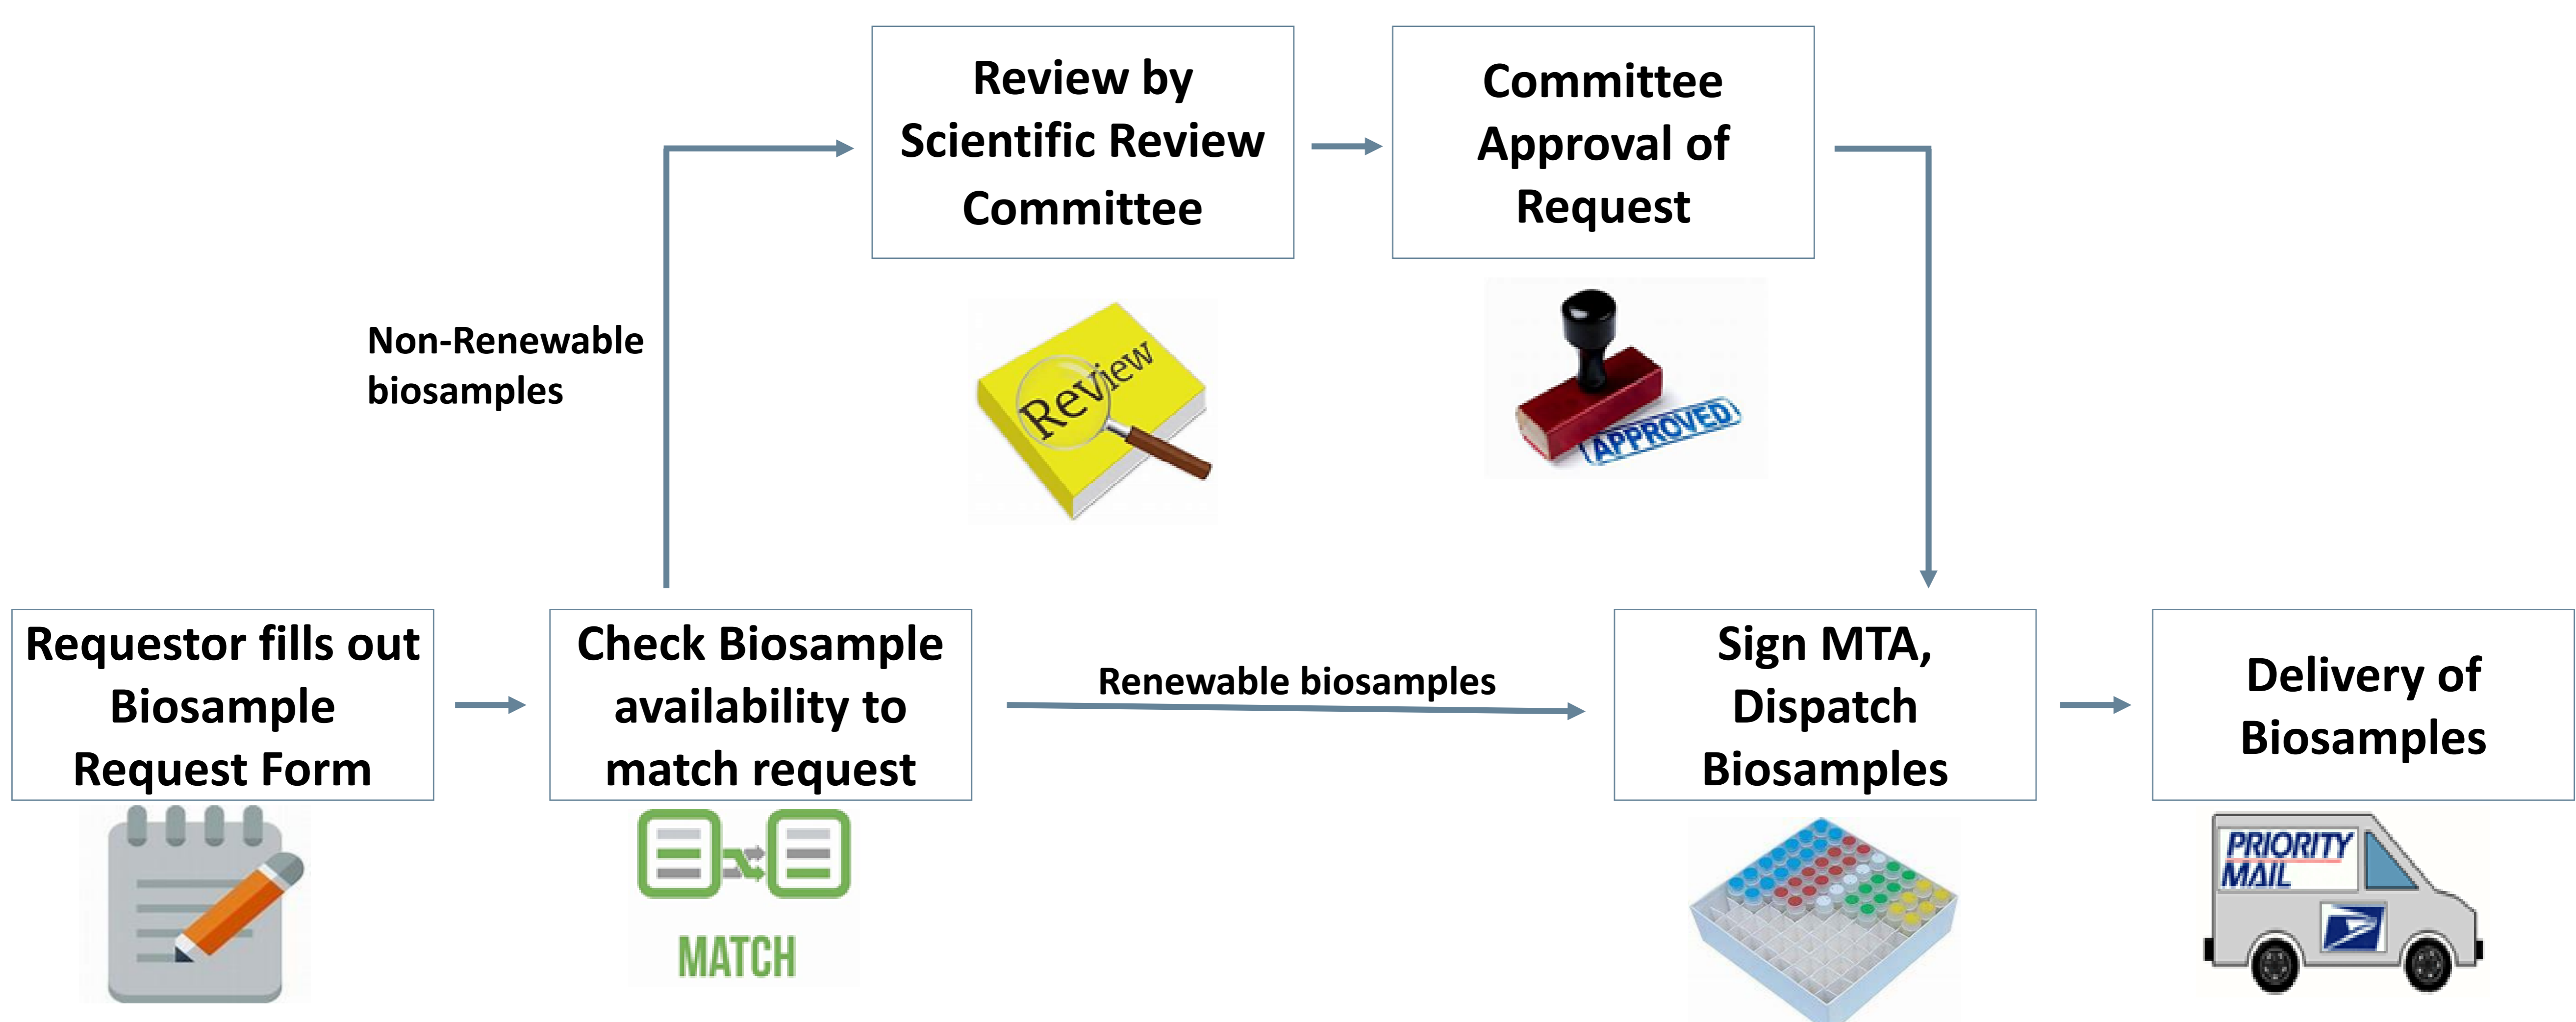 Review by
Scientific Review
Committee
Committee
Approval of
Request
Non-Renewable
biosamples
Review
APPROVED
Requestor fills out
Biosample
Request Form
Check Biosample
availability to
match request
Renewable biosamples
Sign MTA,
Dispatch
Biosamples
Delivery of
Biosamples
MATCH
PRIORITY
MAIL